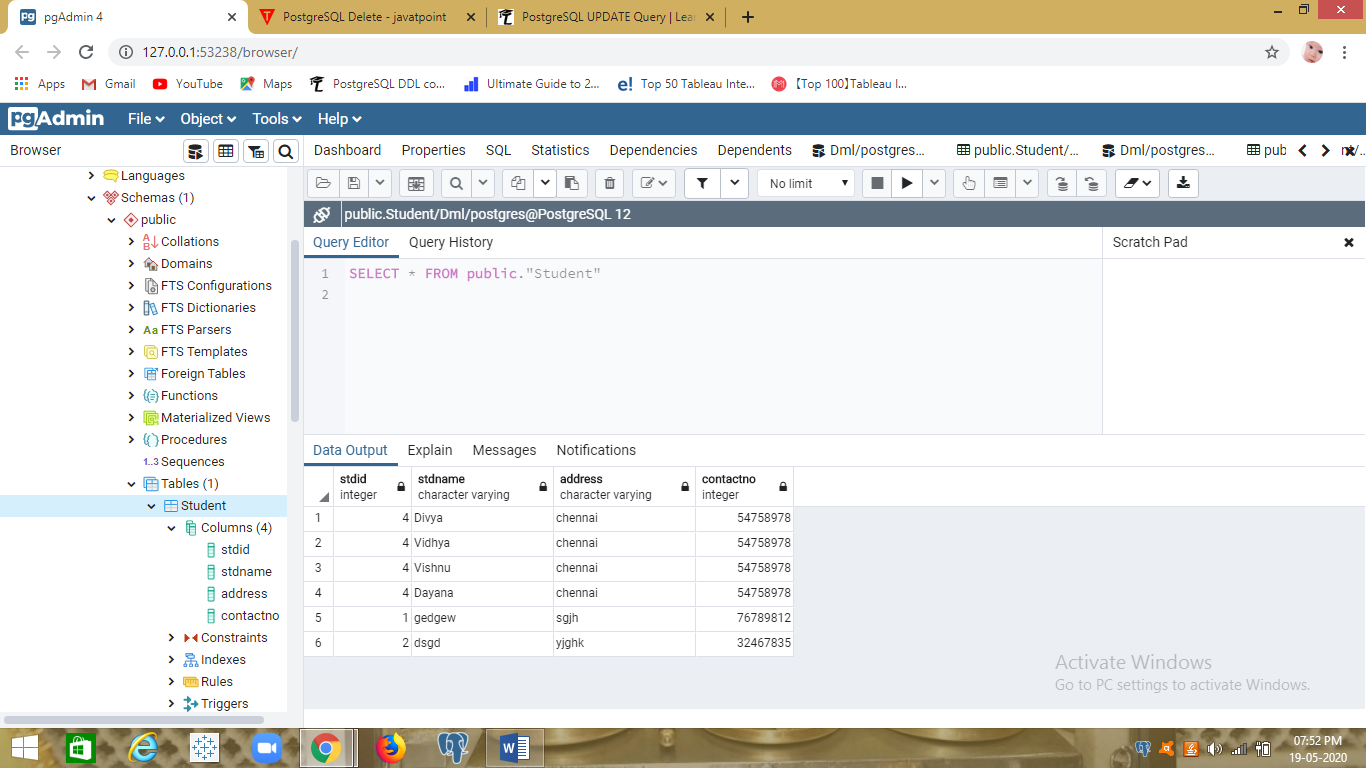 pgAdmin 4
PostgreSQL Delete - javatpoint
PostgreSQL UPDATE Query | Lea
127.0.0.1:53238/browser/
Apps
Gmail
YouTube
Maps
PostgreSQL DDL co...
Ultimate Guide to 2...
Top 50 Tableau Inte...
【Top 100】Tableau I...
pgAdmin
File
Object
Tools
Help
Browser
Dashboard
Properties
SQL
Statistics
Dependencies
Dependents
Dml/postgres...
public.Student/...
Dml/postgres...
pub
No limit
public.Student/Dml/postgres@PostgreSQL 12
Query Editor
Query History
Scratch Pad
1 SELECT * FROM public."Student"
2
Languages
Schemas (1)
public
Collations
Domains
FTS Configurations
FTS Dictionaries
Aa FTS Parsers
FTS Templates
Foreign Tables
Functions
Materialized Views
Procedures
1..3 Sequences
Tables (1)
Student
Columns (4)
stdid
stdname
address
contactno
Constraints
Indexes
Rules
Triggers
Data Output
Explain
Messages
Notifications
stdid integer
stdname character varying
address character varying
contactno integer
1 4 Divya chennai 54758978
2 4 Vidhya chennai 54758978
3 4 Vishnu chennai 54758978
4 4 Dayana chennai 54758978
5 1 gedgew sgjh 76789812
6 2 dsgd yjghk 32467835
Activate Windows
Go to PC settings to activate Windows.
07:52 PM
19-05-2020